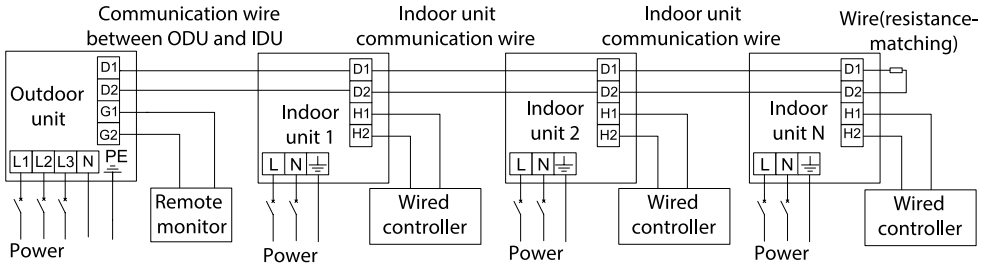 Communication wire
between ODU and IDU
Indoor unit
communication wire
Indoor unit
communication wire
Wire(resistance-
matching)
Outdoor
unit
D1
D2
G1
G2
L1 L2 L3 N PE
Power
Remote
monitor
Indoor
unit 1
D1
D2
H1
H2
L N
Power
Wired
controller
Indoor
unit 2
D1
D2
H1
H2
L N
Power
Wired
controller
Indoor
unit N
D1
D2
H1
H2
L N
Power
Wired
controller